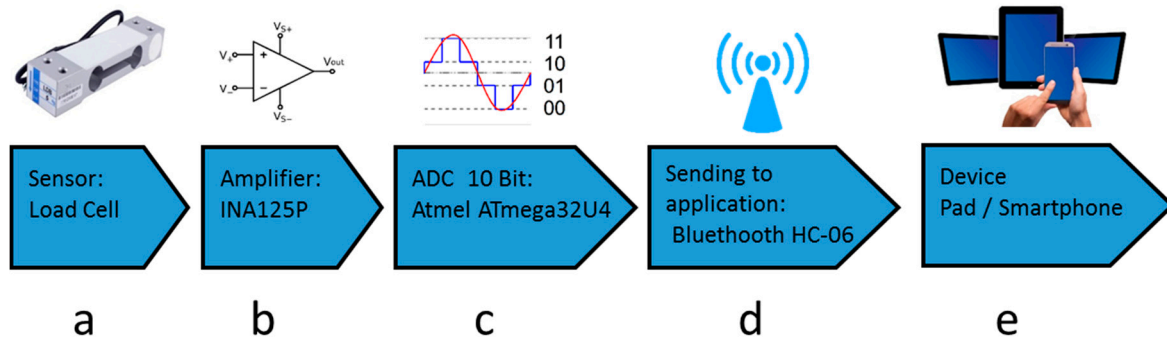 V+
V−
VS+
VS−
Vout
11
10
01
00
Sensor:
Load Cell
Amplifier:
INA125P
ADC 10 Bit:
Atmel ATmega32U4
Sending to
application:
Bluethooth HC-06
Device
Pad / Smartphone
a
b
c
d
e